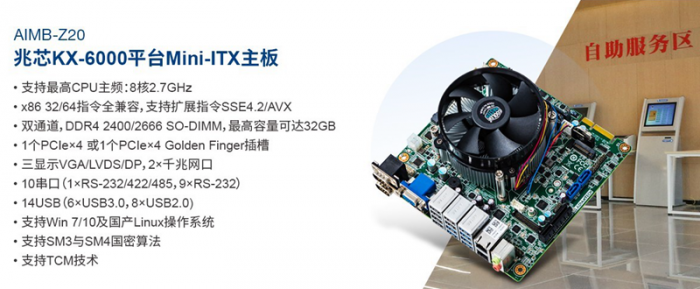 AIMB-Z20
兆芯KX-6000平台Mini-ITX主板
• 支持最高CPU主频：8核2.7GHz
• x86 32/64指令全兼容，支持扩展指令SSE4.2/AVX
• 双通道，DDR4 2400/2666 SO-DIMM，最高容量可达32GB
• 1个PCIe×4 或1个PCIe×4 Golden Finger插槽
• 三显示VGA/LVDS/DP，2×千兆网口
• 10串口（1×RS-232/422/485，9×RS-232）
• 14USB（6×USB3.0，8×USB2.0）
• 支持Win 7/10及国产Linux操作系统
• 支持SM3与SM4国密算法
• 支持TCM技术
自助服务区